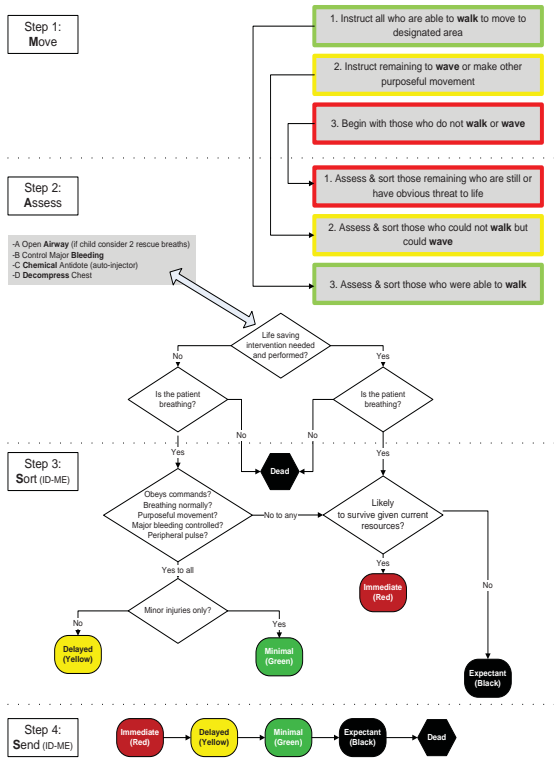 Step 1:
Move
1. Instruct all who are able to walk to move to
designated area
2. Instruct remaining to wave or make other
purposeful movement
3. Begin with those who do not walk or wave
Step 2:
Assess
1. Assess & sort those remaining who are still or
have obvious threat to life
2. Assess & sort those who could not walk but
could wave
3. Assess & sort those who were able to walk
-A Open Airway (if child consider 2 rescue breaths)
-B Control Major Bleeding
-C Chemical Antidote (auto-injector)
-D Decompress Chest
Life saving
intervention needed
and performed?
No
Yes
Is the patient
breathing?
Is the patient
breathing?
No
No
Yes
Yes
Dead
Step 3:
Sort (ID-ME)
Obeys commands?
Breathing normally?
Purposeful movement?
Major bleeding controlled?
Peripheral pulse?
No to any
Likely
to survive given current
resources?
Yes to all
Yes
No
Immediate
(Red)
Minor injuries only?
No
Yes
Delayed
(Yellow)
Minimal
(Green)
Expectant
(Black)
Step 4:
Send (ID-ME)
Immediate
(Red)
Delayed
(Yellow)
Minimal
(Green)
Expectant
(Black)
Dead